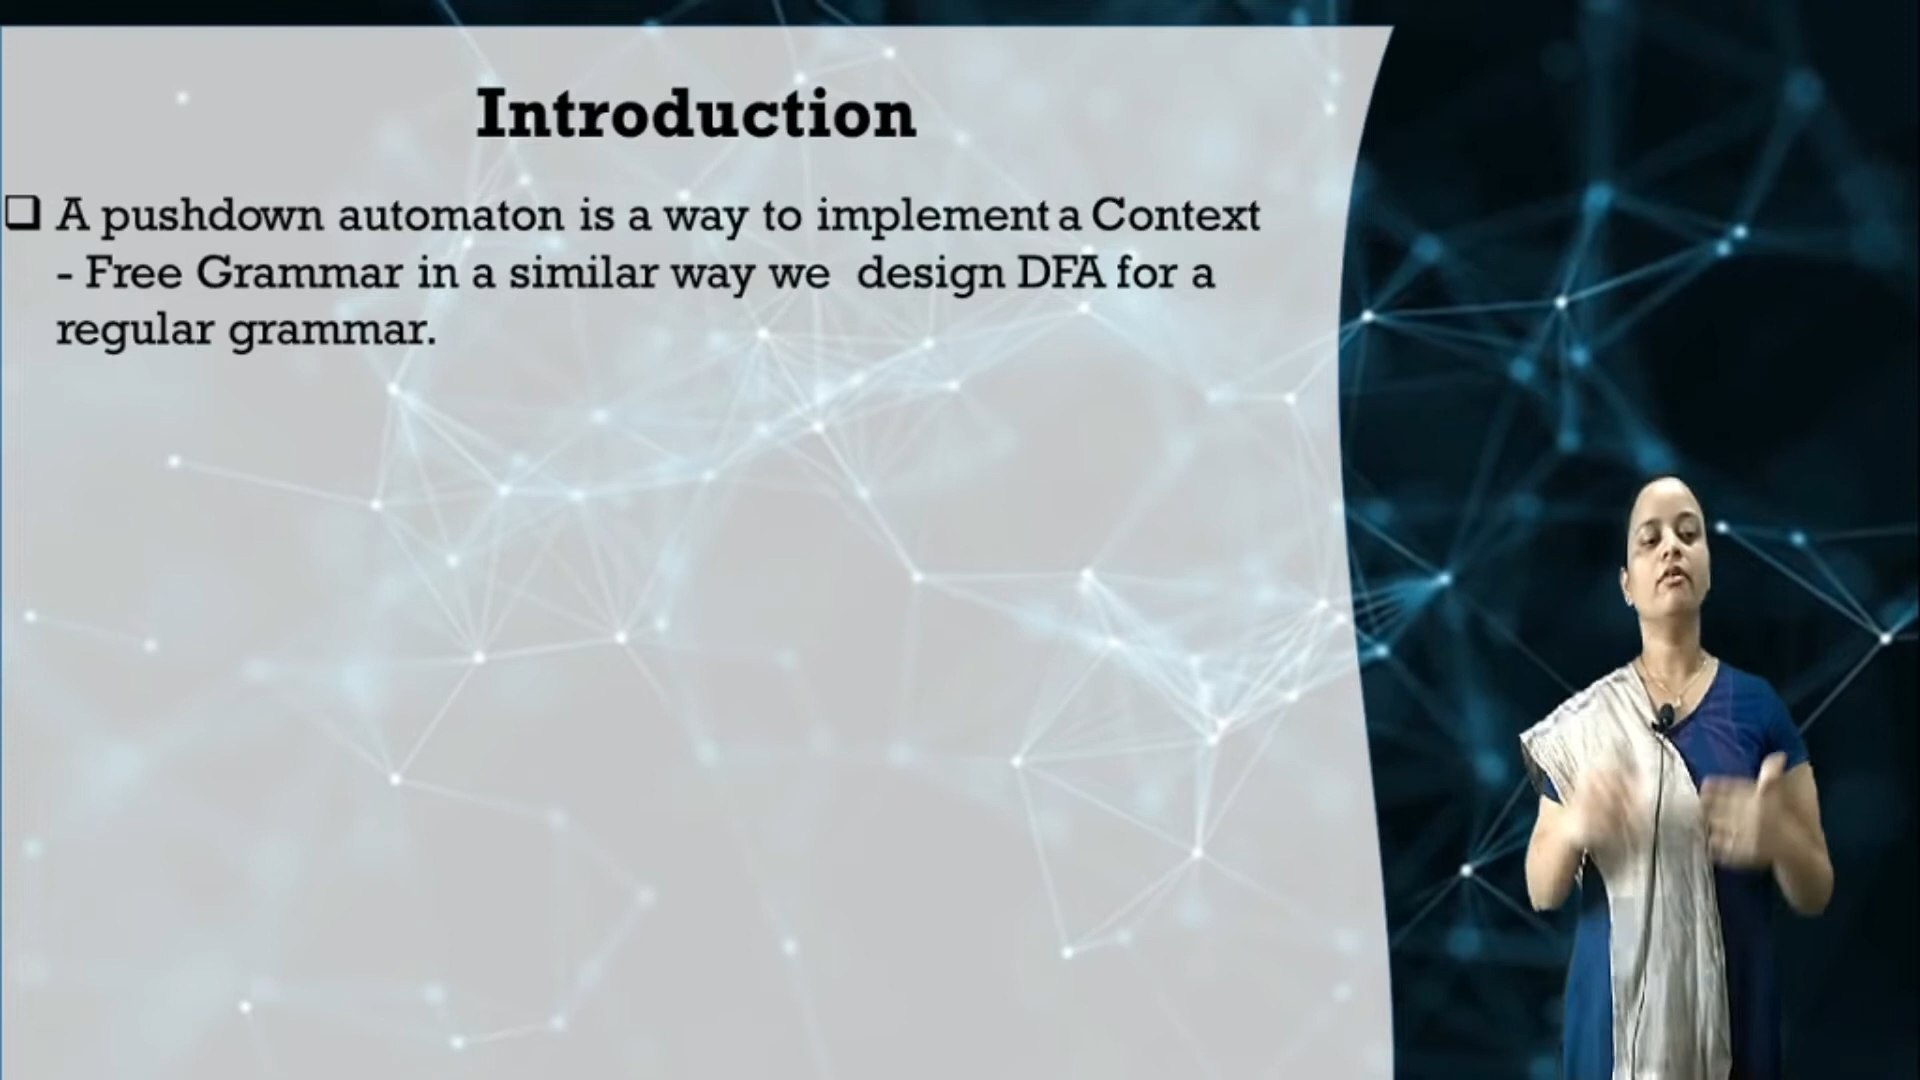 Introduction
❑ A pushdown automaton is a way to implement a Context
- Free Grammar in a similar way we design DFA for a
regular grammar.